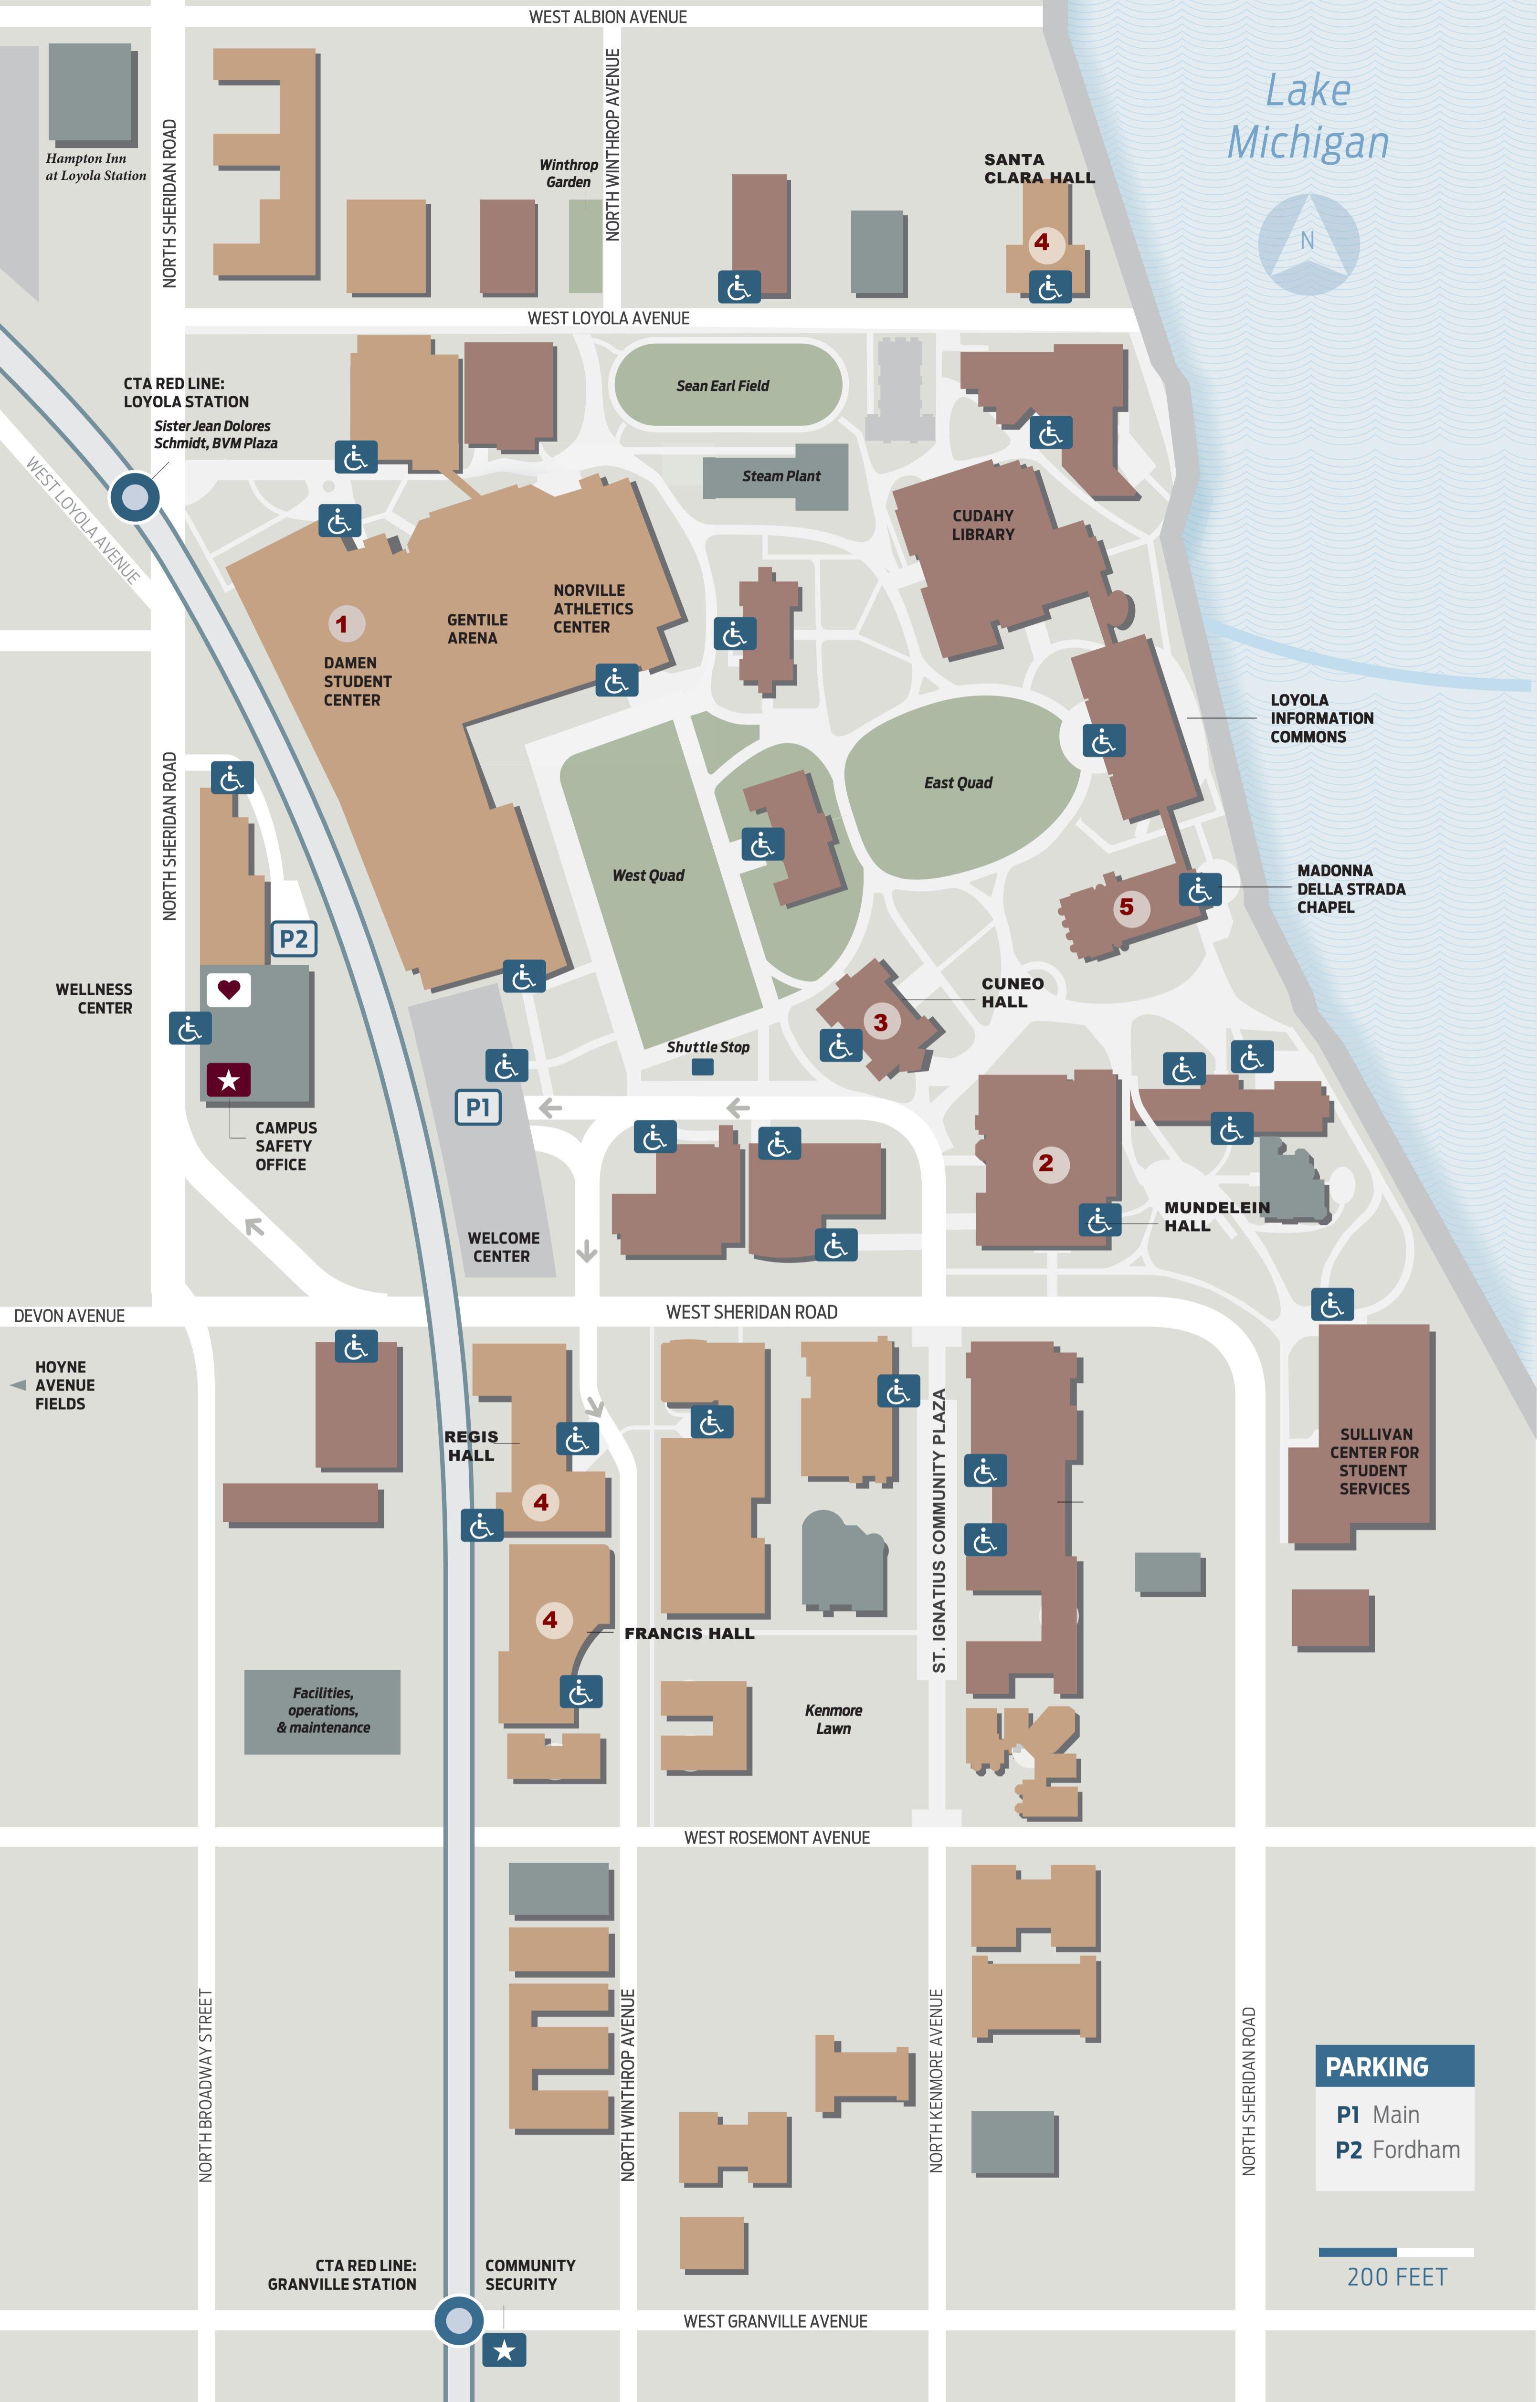 WEST ALBION AVENUE
Lake
Michigan
N
NORTH SHERIDAN ROAD
NORTH WINTHROP AVENUE
Hampton Inn
at Loyola Station
Winthrop
Garden
SANTA
CLARA HALL
4
WEST LOYOLA AVENUE
CTA RED LINE:
LOYOLA STATION
Sister Jean Dolores
Schmidt, BVM Plaza
WEST LOYOLA AVENUE
Sean Earl Field
Steam Plant
CUDAHY
LIBRARY
NORVILLE
ATHLETICS
CENTER
GENTILE
ARENA
1
DAMEN
STUDENT
CENTER
LOYOLA
INFORMATION
COMMONS
East Quad
NORTH SHERIDAN ROAD
West Quad
MADONNA
DELLA STRADA
CHAPEL
5
P2
WELLNESS
CENTER
CUNEO
HALL
3
Shuttle Stop
P1
CAMPUS
SAFETY
OFFICE
2
MUNDELEIN
HALL
WELCOME
CENTER
DEVON AVENUE
WEST SHERIDAN ROAD
HOYNE
AVENUE
FIELDS
REGIS
HALL
4
ST. IGNATIUS COMMUNITY PLAZA
SULLIVAN
CENTER FOR
STUDENT
SERVICES
4
FRANCIS HALL
Facilities,
operations,
& maintenance
Kenmore
Lawn
WEST ROSEMONT AVENUE
NORTH BROADWAY STREET
NORTH WINTHROP AVENUE
NORTH KENMORE AVENUE
NORTH SHERIDAN ROAD
PARKING
P1 Main
P2 Fordham
200 FEET
CTA RED LINE:
GRANVILLE STATION
COMMUNITY
SECURITY
WEST GRANVILLE AVENUE